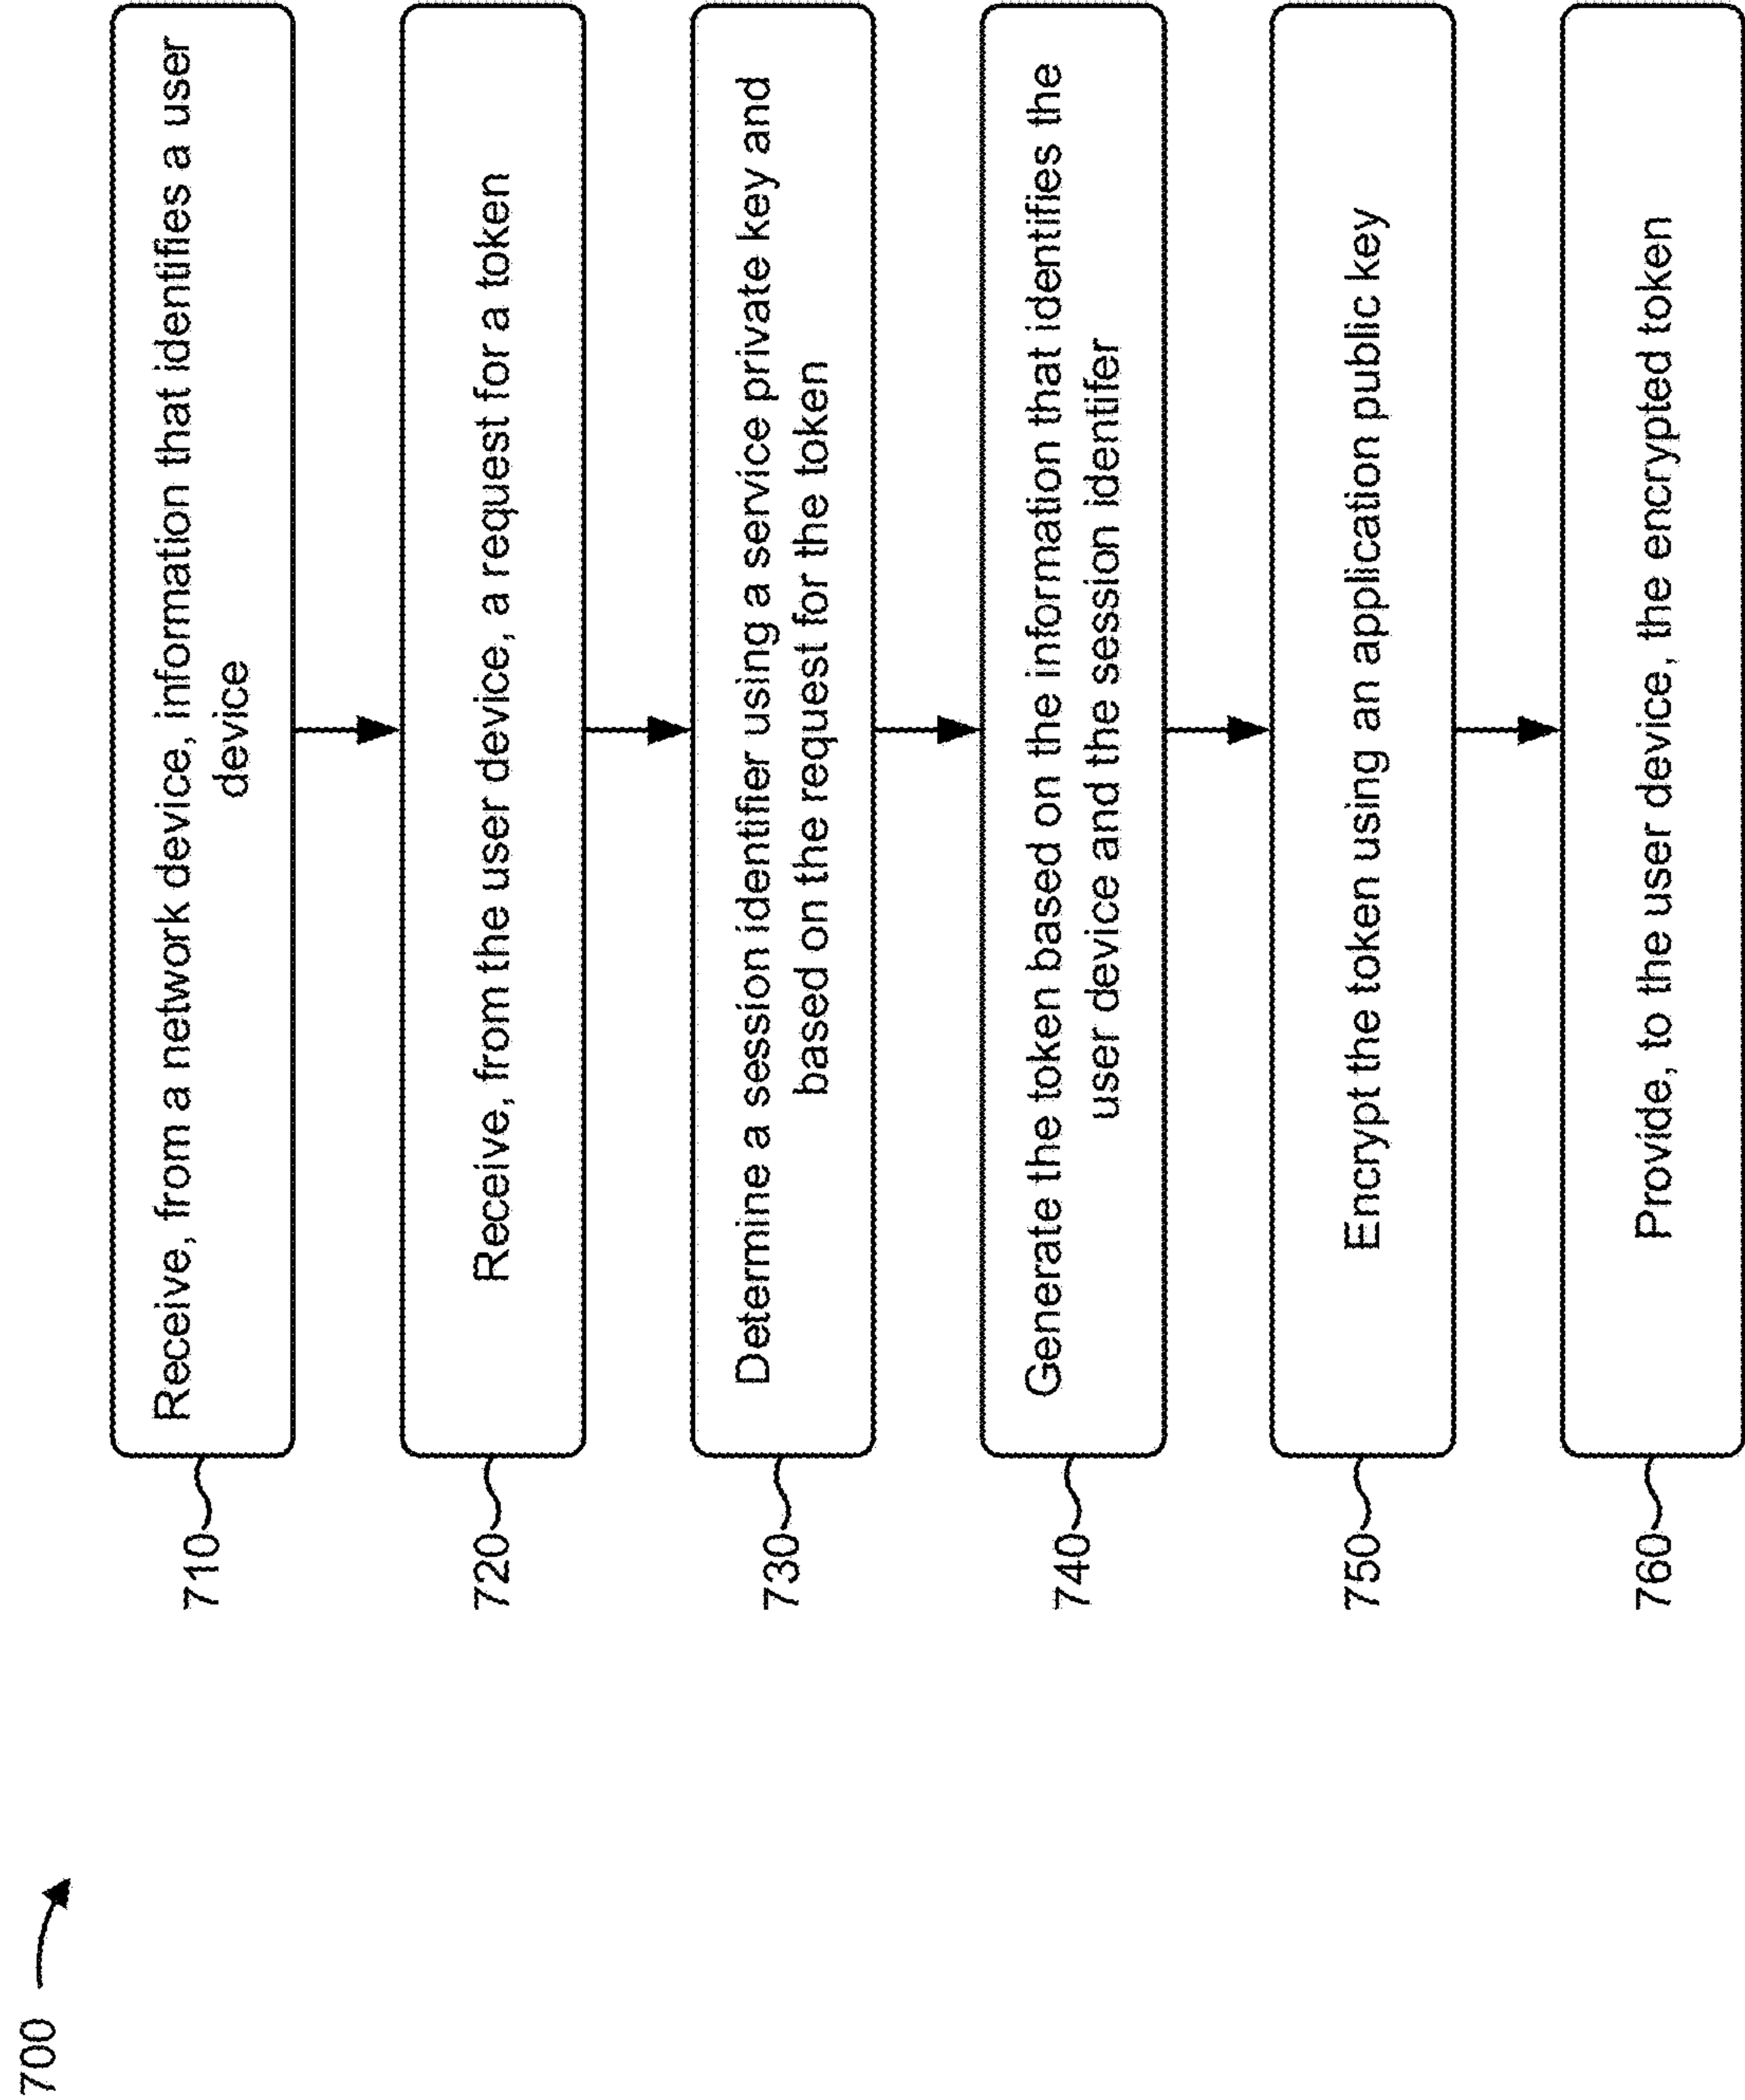 700
710
Receive, from a network device, information that identifies a user
device
720
Receive, from the user device, a request for a token
730
Determine a session identifier using a service private key and
based on the request for the token
740
Generate the token based on the information that identifies the
user device and the session identifer
750
Encrypt the token using an application public key
760
Provide, to the user device, the encrypted token